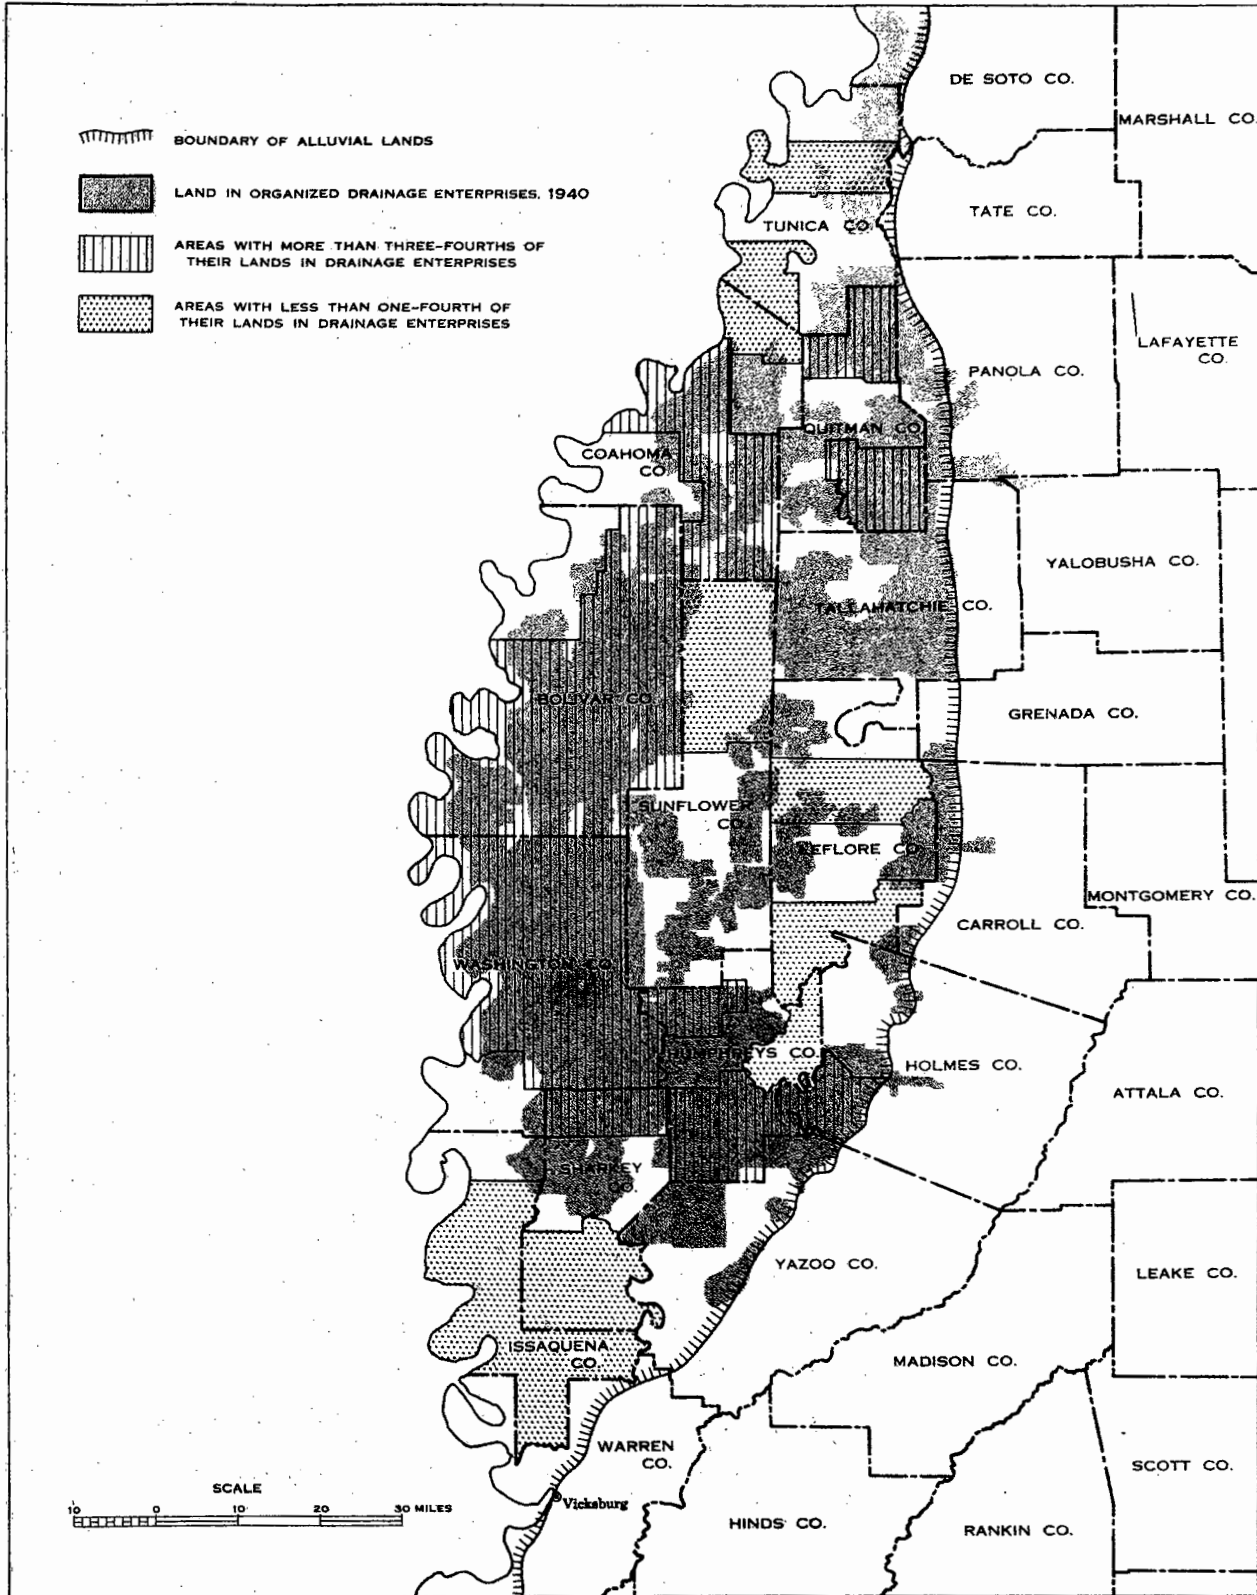 DE SOTO CO.
MARSHALL CO.
BOUNDARY OF ALLUVIAL LANDS
LAND IN ORGANIZED DRAINAGE ENTERPRISES, 1940
TATE CO.
TUNICA CO.
AREAS WITH MORE THAN THREE-FOURTHS OF
THEIR LANDS IN DRAINAGE ENTERPRISES
AREAS WITH LESS THAN ONE-FOURTH OF
THEIR LANDS IN DRAINAGE ENTERPRISES
LAFAYETTE
CO.
PANOLA CO.
QUITMAN CO.
COAHOMA
CO.
YALOBUSHA CO.
TALLAHATCHIE CO.
BOLIVAR CO.
GRENADA CO.
SUNFLOWER
CO.
LEFLORE CO.
MONTGOMERY CO.
CARROLL CO.
WASHINGTON CO.
HUMPHREYS CO.
HOLMES CO.
ATTALA CO.
SHARKEY
CO.
YAZOO CO.
LEAKE CO.
ISSAQUENA
CO.
MADISON CO.
WARREN
CO.
SCOTT CO.
SCALE
10 0 10 20 30 MILES
Vicksburg
HINDS CO.
RANKIN CO.